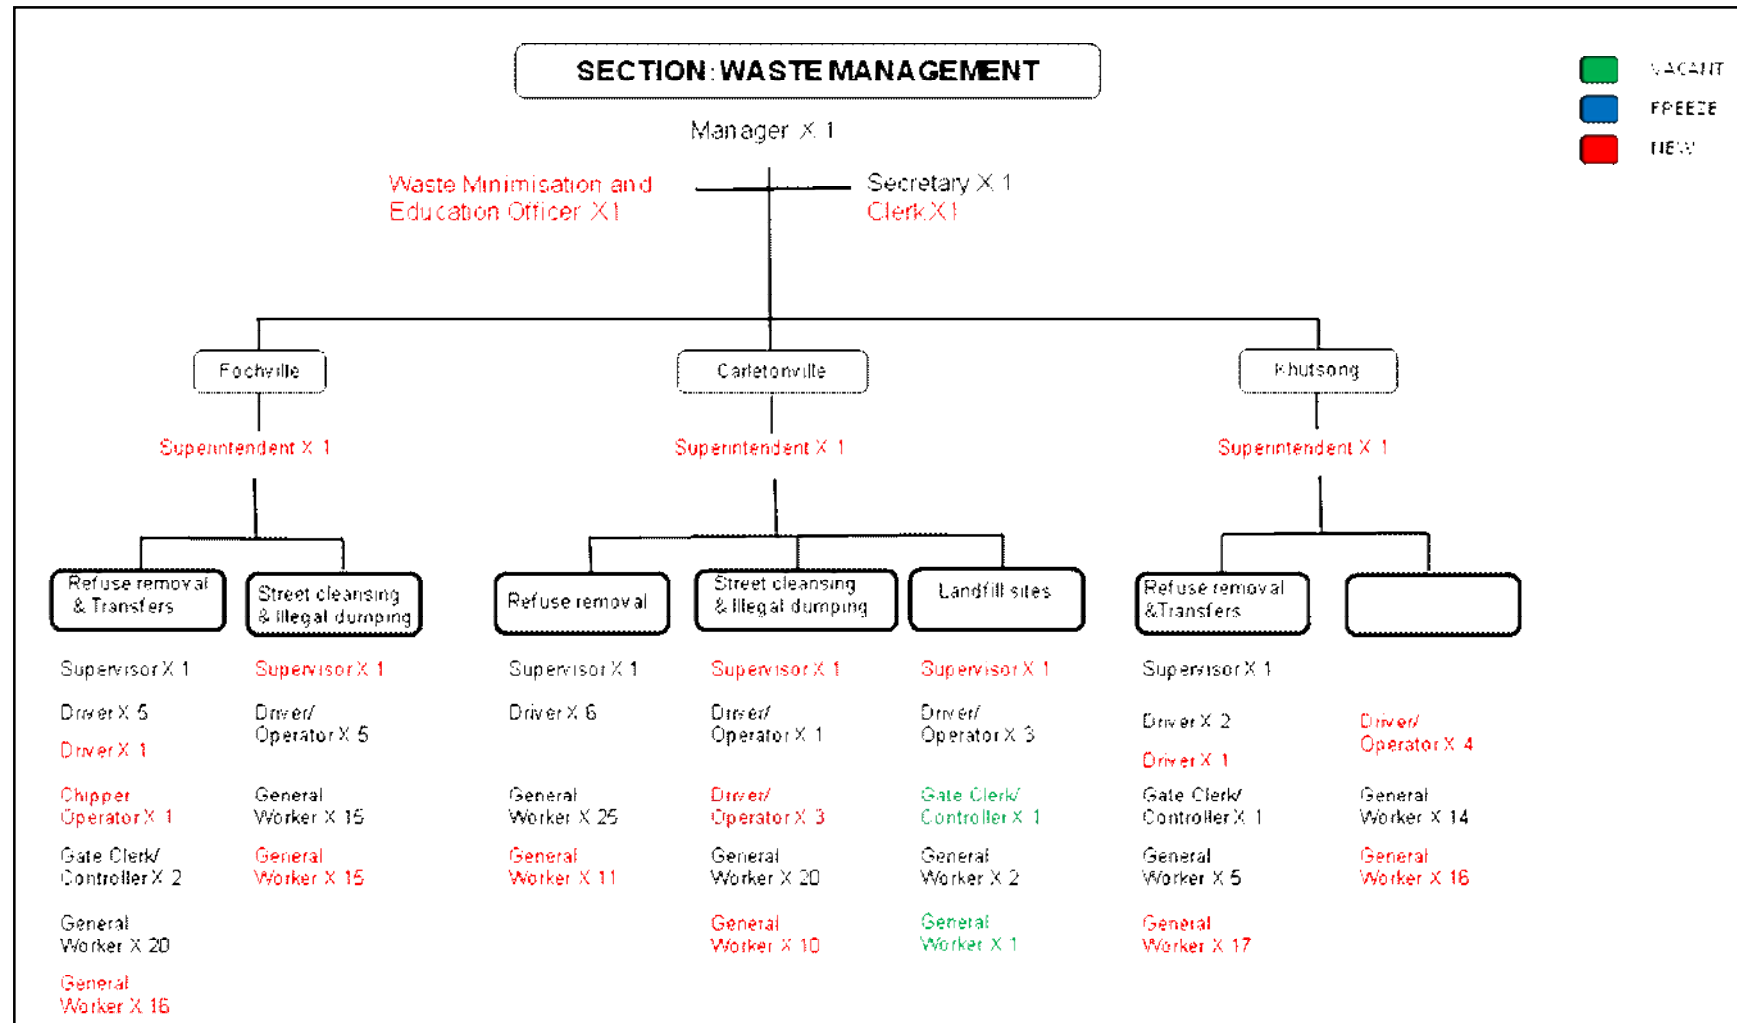 SECTION: WASTE MANAGEMENT
VACANT
FREEZE
NEW
Manager X 1
Waste Minimisation and
Education Officer X1
Secretary X 1
Clerk X1
Fochville
Carletonville
Khutsong
Superintendent X 1
Superintendent X 1
Superintendent X 1
Refuse removal
& Transfers
Supervisor X 1
Driver X 5
Driver X 1
Chipper
Operator X 1
Gate Clerk/
Controller X 2
General
Worker X 20
General
Worker X 16
Street cleansing
& Illegal dumping
Supervisor X 1
Driver/
Operator X 5
General
Worker X 15
General
Worker X 15
Refuse removal
Supervisor X 1
Driver X 6
General
Worker X 25
General
Worker X 11
Street cleansing
& Illegal dumping
Supervisor X 1
Driver/
Operator X 1
Driver/
Operator X 3
General
Worker X 20
General
Worker X 10
Landfill sites
Supervisor X 1
Driver/
Operator X 3
Gate Clerk/
Controller X 1
General
Worker X 2
General
Worker X 1
Refuse removal
&Transfers
Supervisor X 1
Driver X 2
Driver X 1
Gate Clerk/
Controller X 1
General
Worker X 5
General
Worker X 17
Driver/
Operator X 4
General
Worker X 14
General
Worker X 16